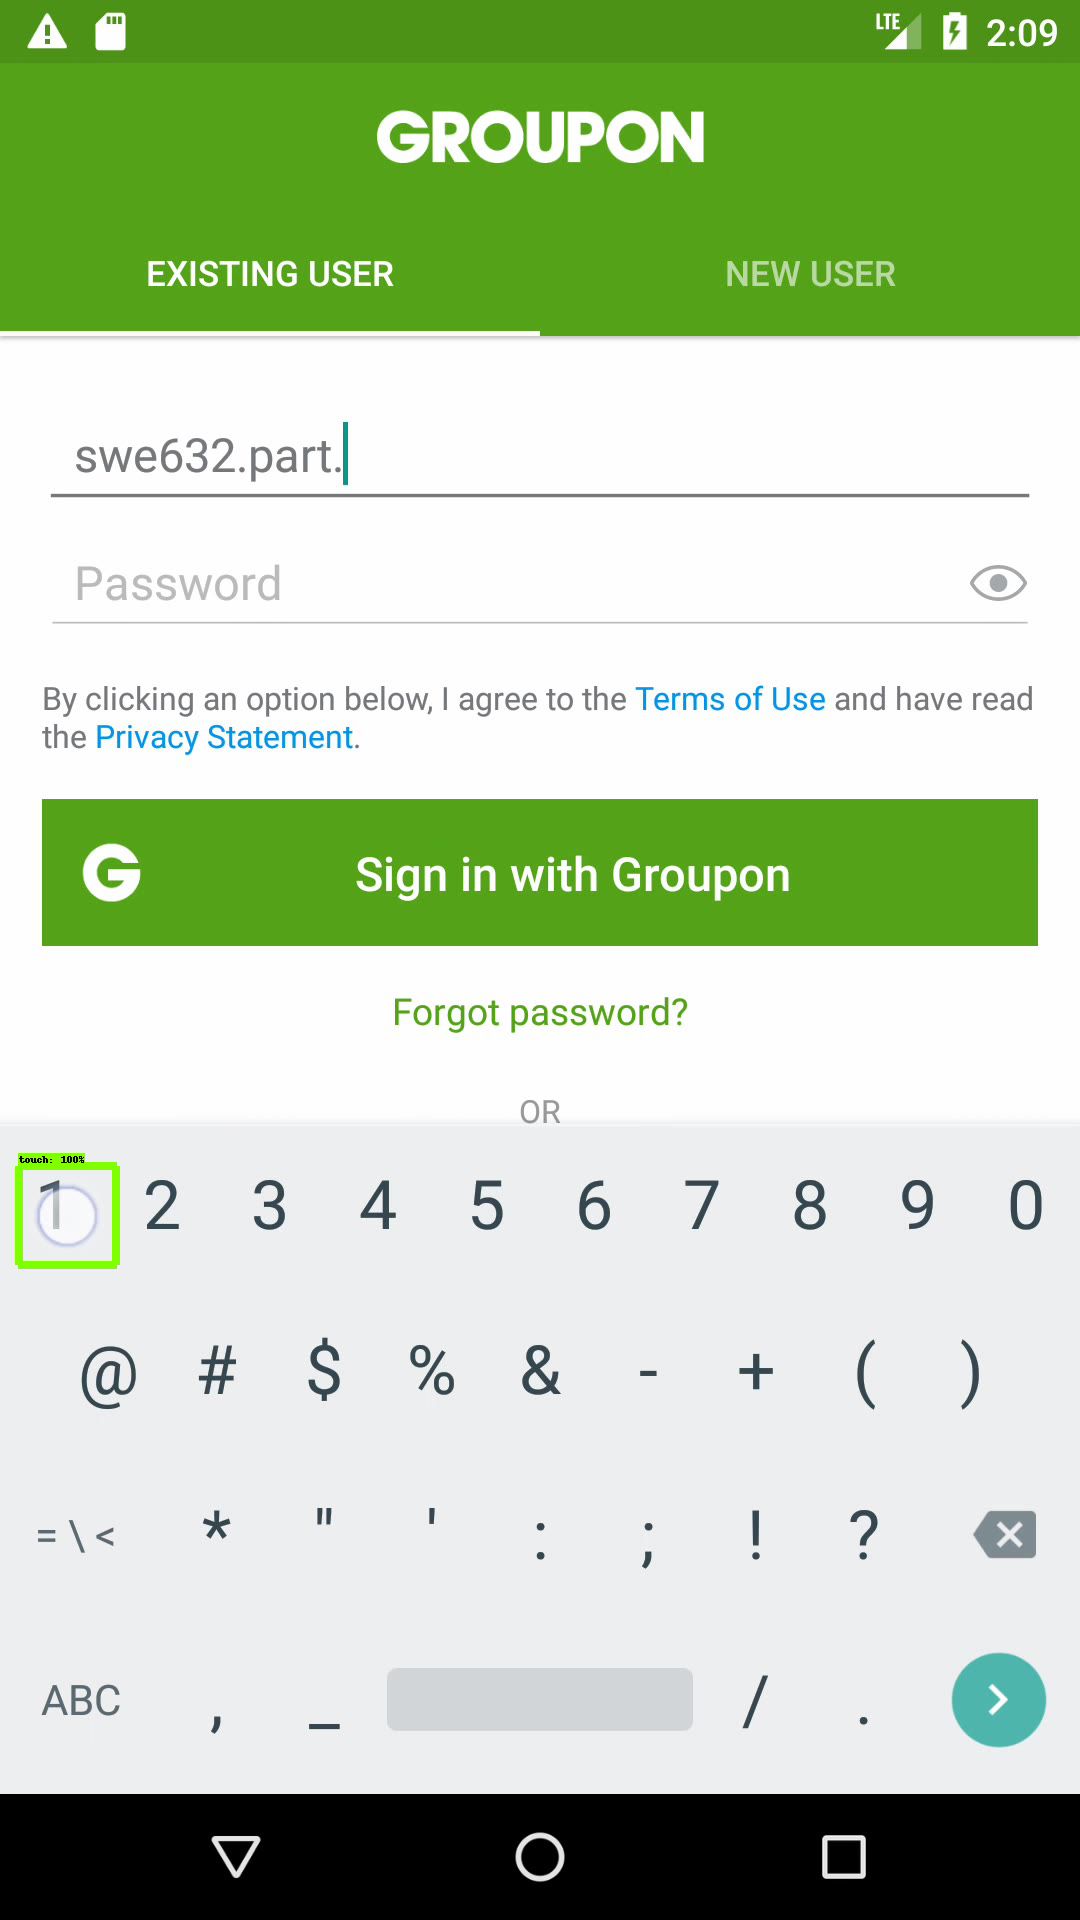 LTE 2:09
GROUPON
EXISTING USER NEW USER
swe632.part.
Password
By clicking an option below, I agree to the Terms of Use and have read
the Privacy Statement.
G Sign in with Groupon
Forgot password?
OR
touch: 100%
1 2 3 4 5 6 7 8 9 0
@ # $ % & - + ( )
= \ < * " ' : ; ! ?
ABC , _ / .